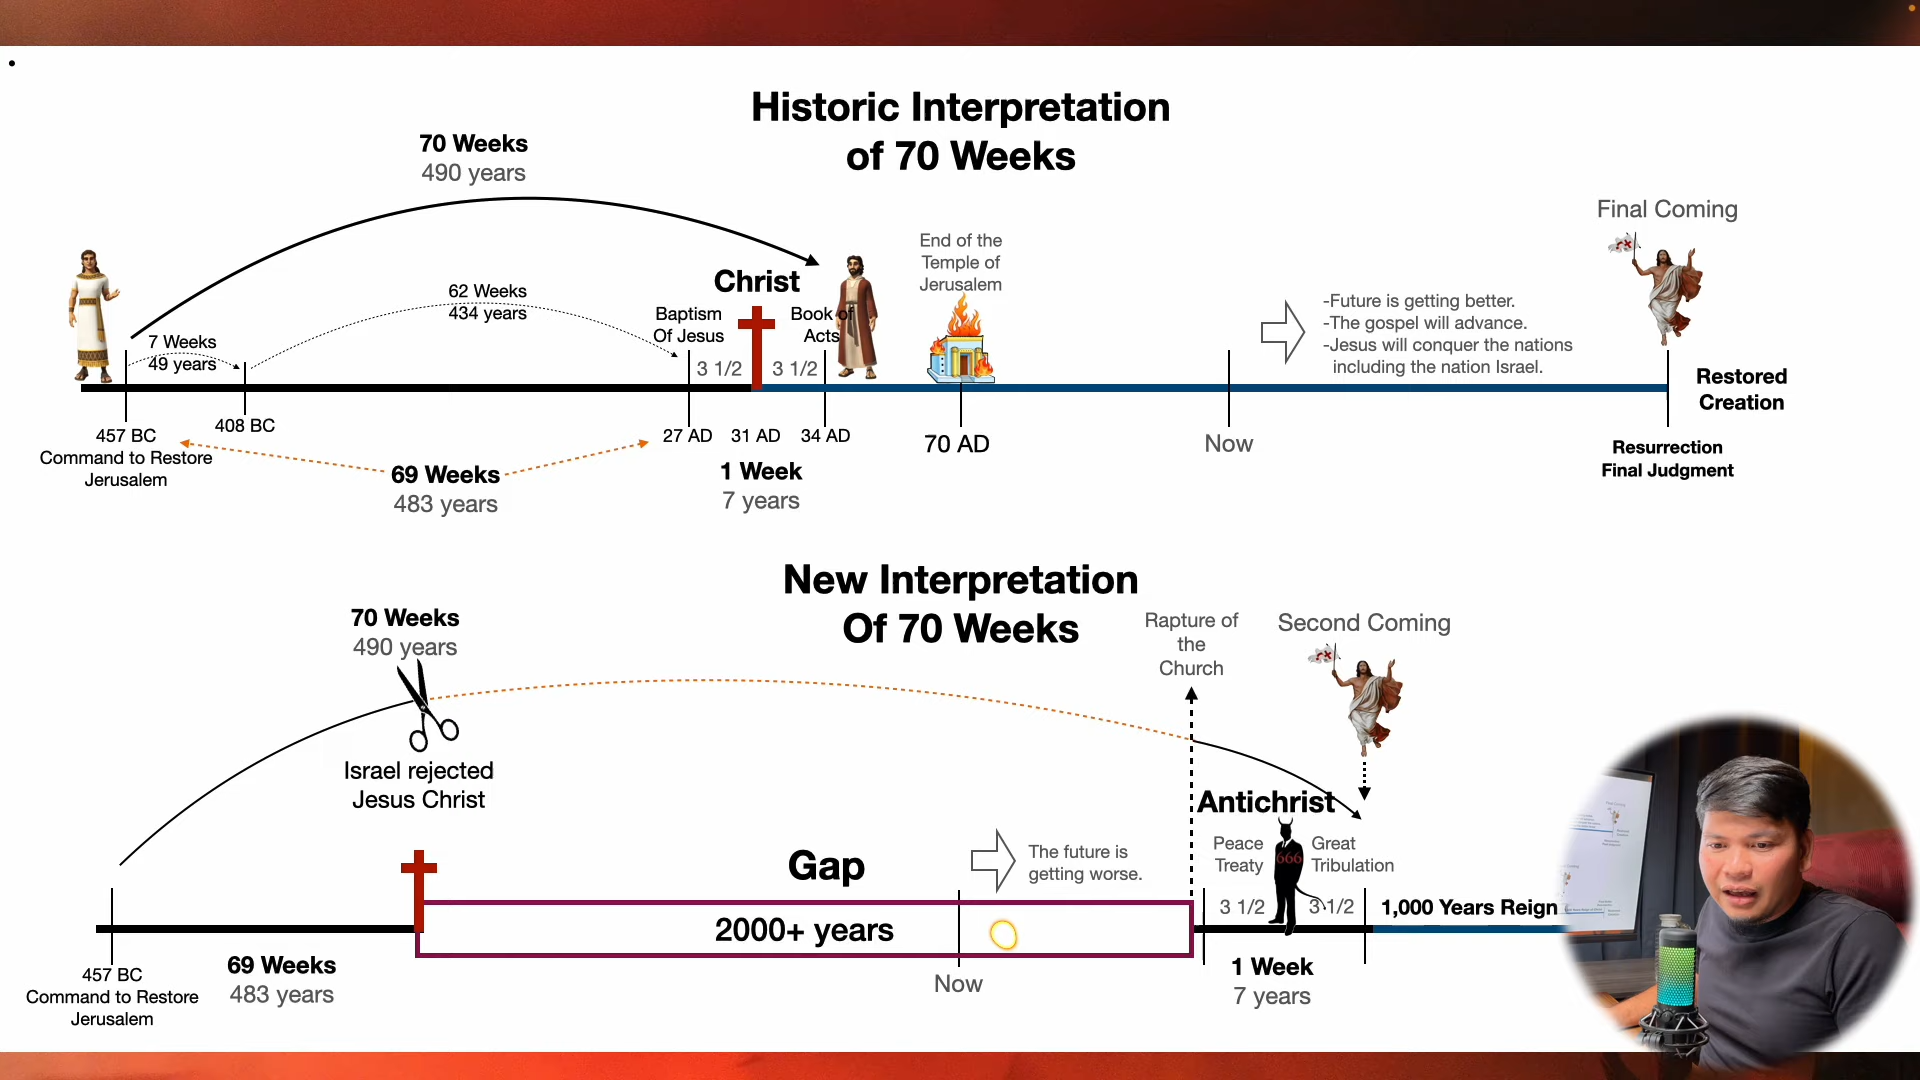 Historic Interpretation
of 70 Weeks
70 Weeks
490 years
Final Coming
End of the
Temple of
Jerusalem
Christ
62 Weeks
434 years
Baptism
Of Jesus
Book of
Acts
-Future is getting better.
-The gospel will advance.
-Jesus will conquer the nations
including the nation Israel.
7 Weeks
49 years
3 1/2
3 1/2
Restored
Creation
457 BC
Command to Restore
Jerusalem
408 BC
27 AD
31 AD
34 AD
70 AD
Now
Resurrection
Final Judgment
69 Weeks
483 years
1 Week
7 years
New Interpretation
Of 70 Weeks
70 Weeks
490 years
Rapture of
the
Church
Second Coming
Israel rejected
Jesus Christ
Antichrist
Gap
The future is
getting worse.
Peace
Treaty
666
Great
Tribulation
2000+ years
3 1/2
3 1/2
1,000 Years Reign
457 BC
Command to Restore
Jerusalem
69 Weeks
483 years
Now
1 Week
7 years